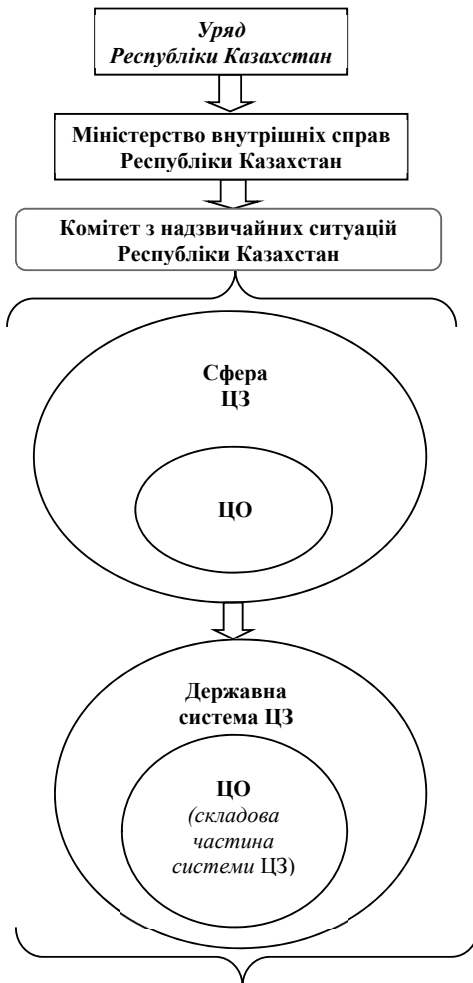 Уряд
Республіки Казахстан
Міністерство внутрішніх справ
Республіки Казахстан
Комітет з надзвичайних ситуацій
Республіки Казахстан
Сфера
ЦЗ
ЦО
Державна
система ЦЗ
ЦО
(складова
частина
системи ЦЗ)